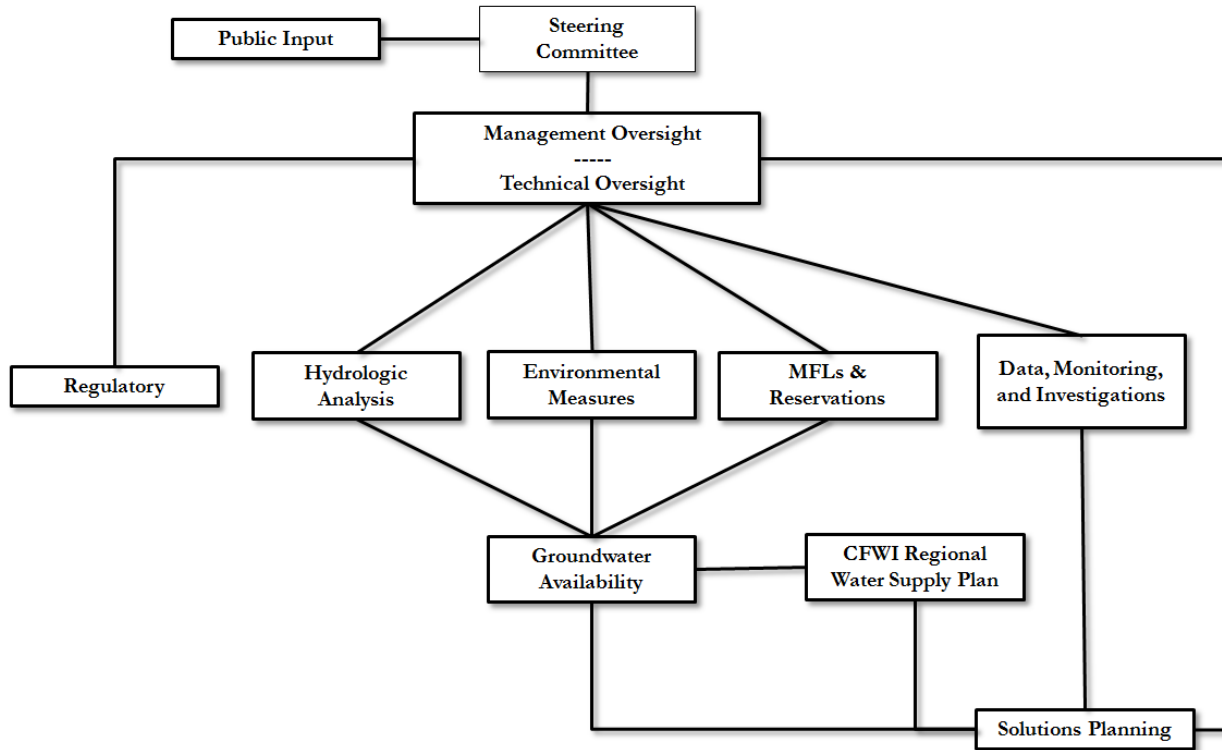 Public Input
Steering
Committee
Management Oversight
-----
Technical Oversight
Regulatory
Hydrologic
Analysis
Environmental
Measures
MFLs &
Reservations
Data, Monitoring,
and Investigations
Groundwater
Availability
CFWI Regional
Water Supply Plan
Solutions Planning